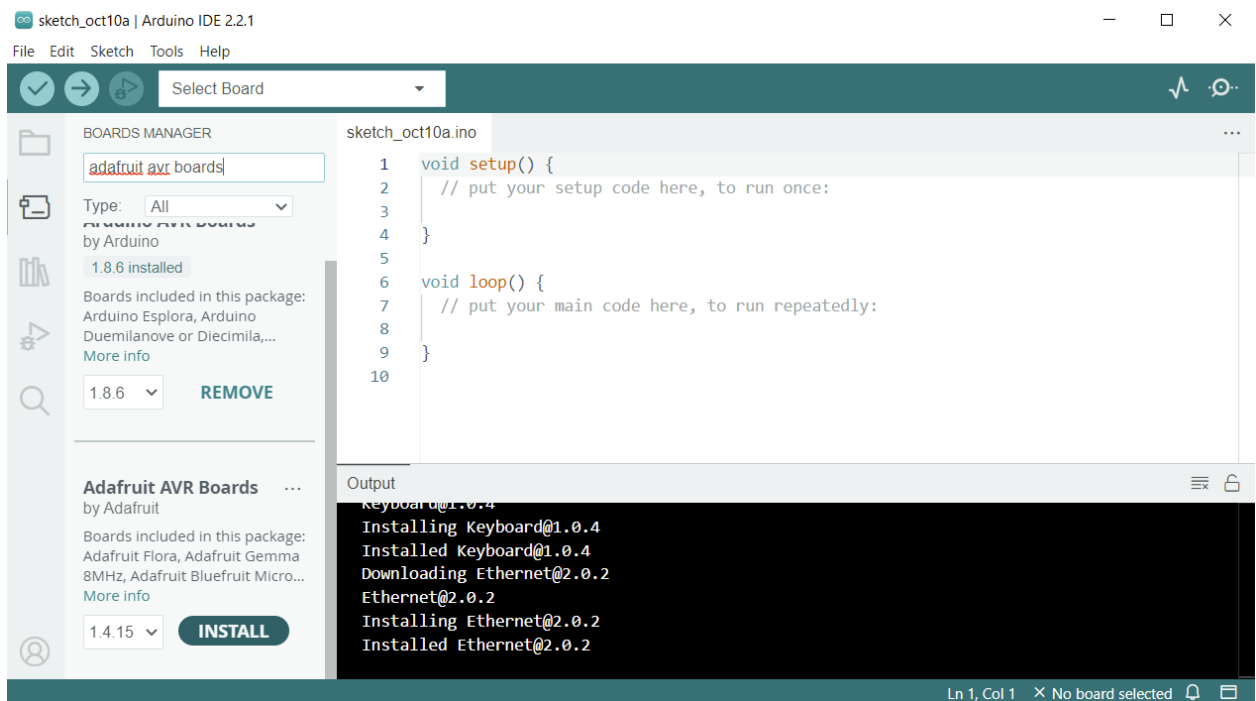 sketch_oct10a | Arduino IDE 2.2.1
File Edit Sketch Tools Help
Select Board
BOARDS MANAGER
adafruit avr boards
Type: All
Arduino AVR Boards
by Arduino
1.8.6 installed
Boards included in this package:
Arduino Esplora, Arduino
Duemilanove or Diecimila,...
More info
1.8.6 REMOVE
Adafruit AVR Boards ...
by Adafruit
Boards included in this package:
Adafruit Flora, Adafruit Gemma
8MHz, Adafruit Bluefruit Micro...
More info
1.4.15 INSTALL
sketch_oct10a.ino ...
1 void setup() {
2 // put your setup code here, to run once:
3
4 }
5
6 void loop() {
7 // put your main code here, to run repeatedly:
8
9 }
10
Output
Keyboard@1.0.4
Installing Keyboard@1.0.4
Installed Keyboard@1.0.4
Downloading Ethernet@2.0.2
Ethernet@2.0.2
Installing Ethernet@2.0.2
Installed Ethernet@2.0.2
Ln 1, Col 1 × No board selected